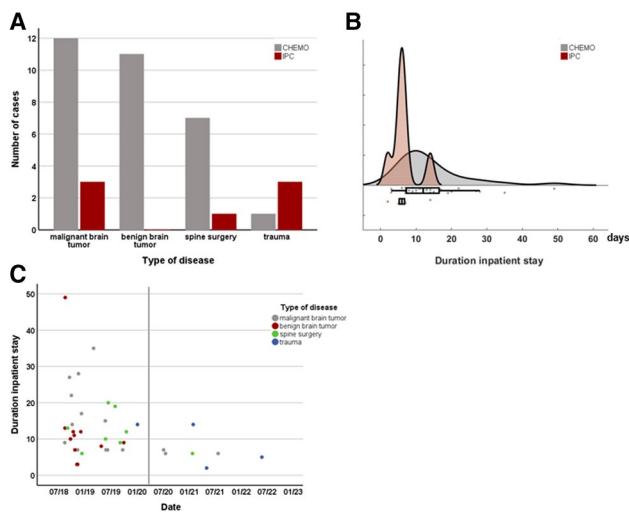 A
12
10
8
6
4
2
0
Number of cases
CHEMO
IPC
malignant brain
tumor
benign brain
tumor
spine surgery
trauma
Type of disease
B
CHEMO
IPC
0 10 20 30 40 50 60 days
Duration inpatient stay
C
50
40
30
20
10
0
Duration inpatient stay
Type of disease
malignant brain tumor
benign brain tumor
spine surgery
trauma
07/18 01/19 07/19 01/20 07/20 01/21 07/21 01/22 07/22 01/23
Date